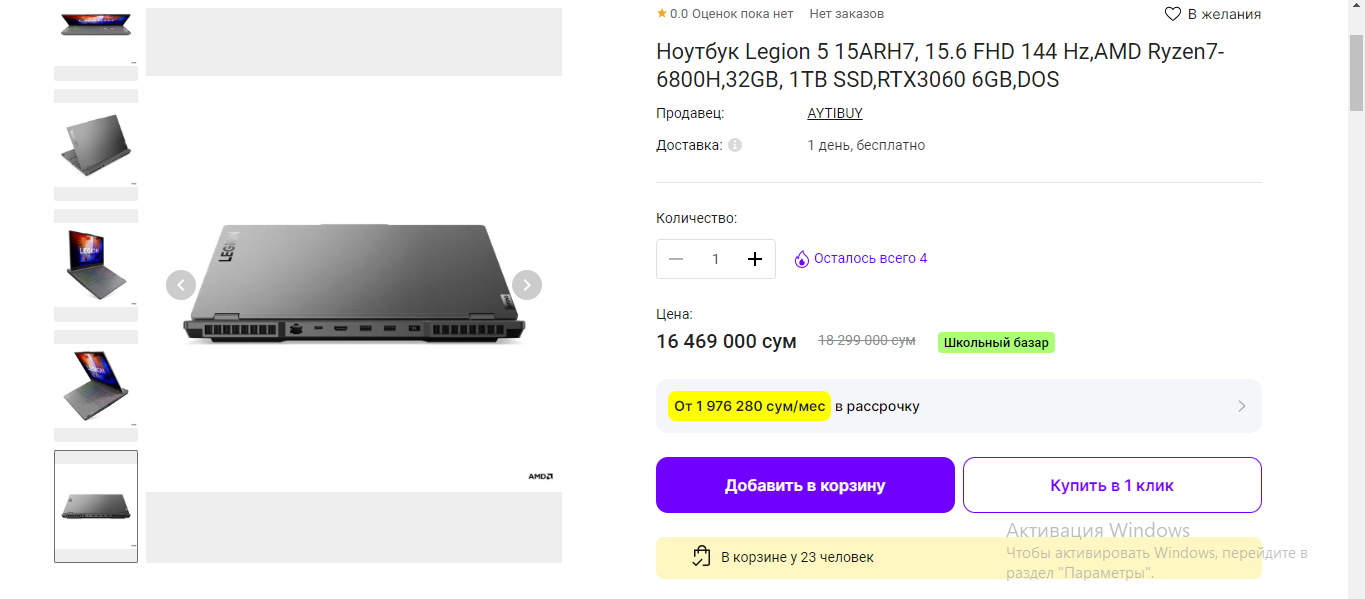 0.0 Оценок пока нет Нет заказов В желания
Ноутбук Legion 5 15ARH7, 15.6 FHD 144 Hz,AMD Ryzen7-
6800H,32GB, 1TB SSD,RTX3060 6GB,DOS
Продавец: AYTIBUY
Доставка: 1 день, бесплатно
Количество:
1 Осталось всего 4
LEGION
Цена:
16 469 000 сум 18 299 000 сум Школьный базар
От 1 976 280 сум/мес в рассрочку
AMD
Добавить в корзину Купить в 1 клик
Активация Windows
Чтобы активировать Windows, перейдите в
раздел "Параметры".
В корзине у 23 человек